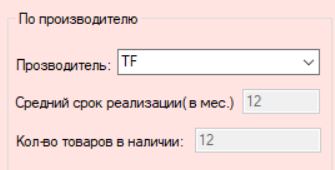 По производителю
Прозводитель: TF
Средний срок реализации( в мес.) 12
Кол-во товаров в наличии: 12